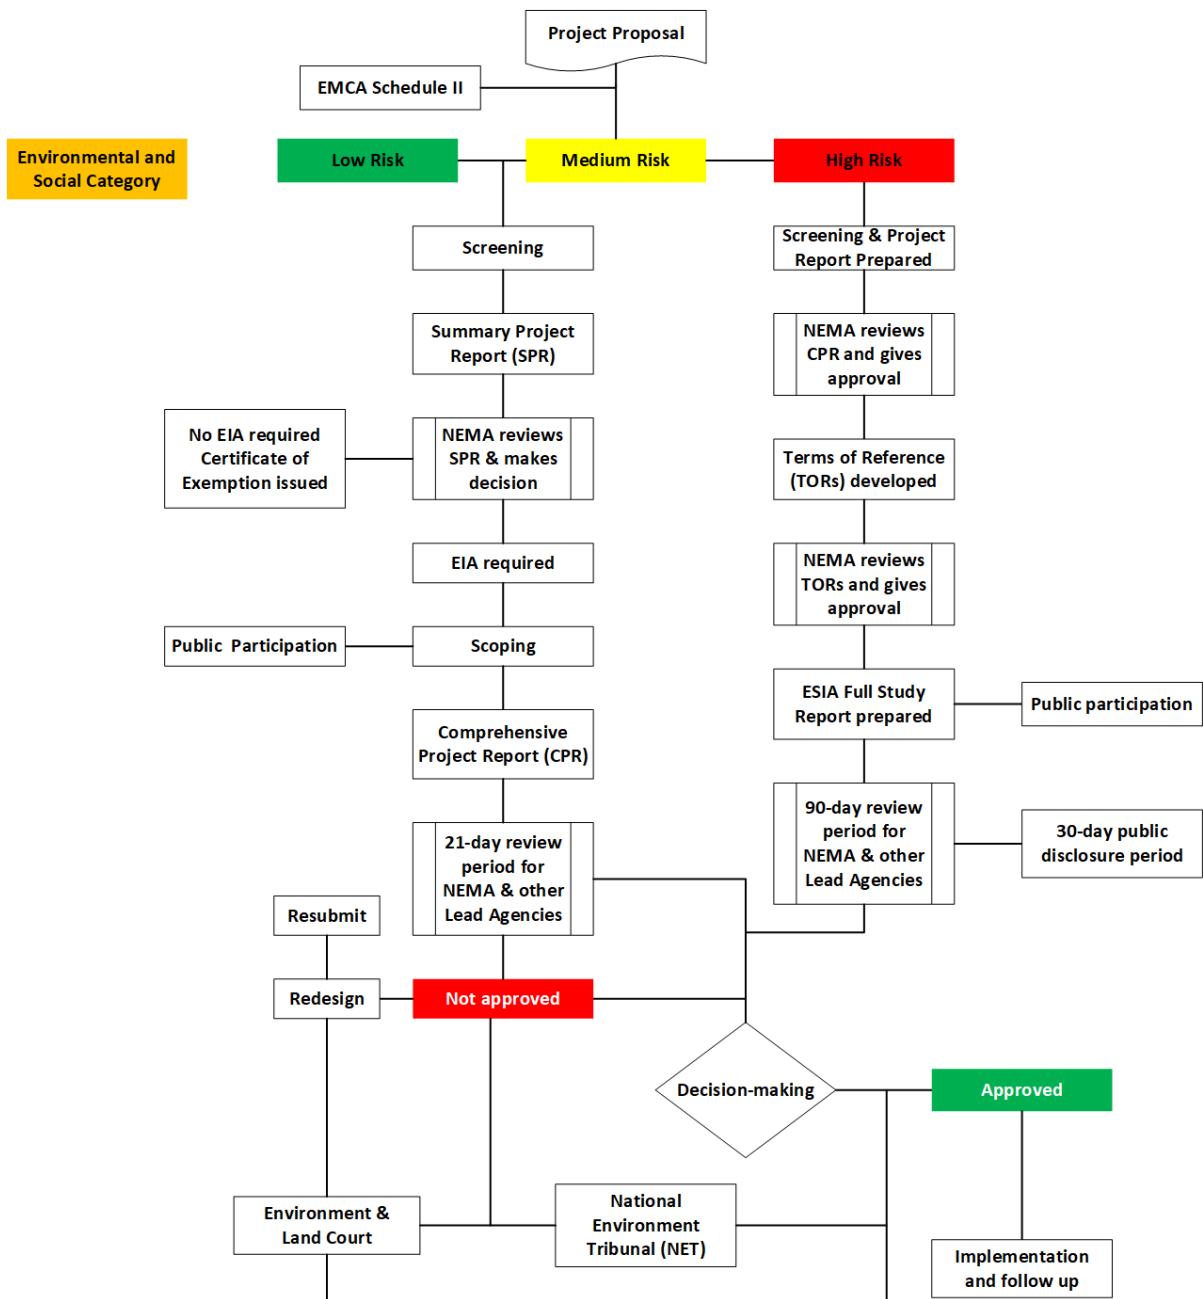 Project Proposal
EMCA Schedule II
Environmental and
Social Category
Low Risk
Medium Risk
High Risk
Screening
Screening & Project
Report Prepared
Summary Project
Report (SPR)
NEMA reviews
CPR and gives
approval
No EIA required
Certificate of
Exemption issued
NEMA reviews
SPR & makes
decision
Terms of Reference
(TORs) developed
EIA required
NEMA reviews
TORs and gives
approval
Public Participation
Scoping
ESIA Full Study
Report prepared
Public participation
Comprehensive
Project Report (CPR)
21-day review
period for
NEMA & other
Lead Agencies
90-day review
period for
NEMA & other
Lead Agencies
30-day public
disclosure period
Resubmit
Redesign
Not approved
Decision-making
Approved
Environment &
Land Court
National
Environment
Tribunal (NET)
Implementation
and follow up